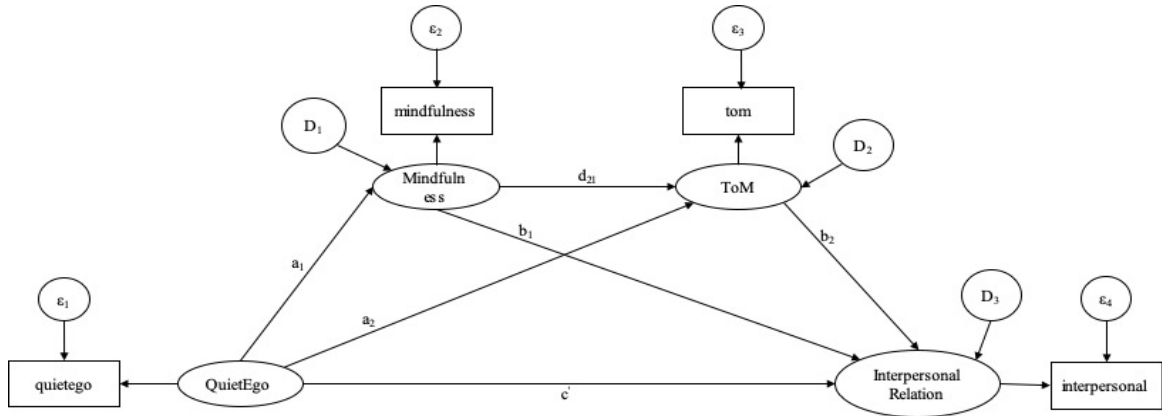 ε₂
ε₃
mindfulness
tom
D₁
D₂
Mindfuln
ess
d₂₁
ToM
b₁
b₂
a₁
ε₁
D₃
ε₄
a₂
quietego
QuietEgo
c'
Interpersonal
Relation
interpersonal